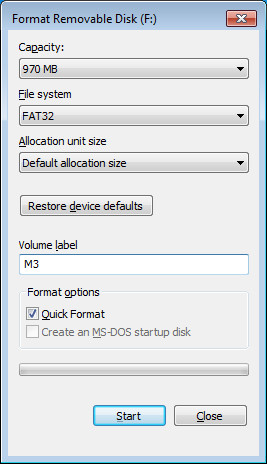 Format Removable Disk (F:)
Capacity:
970 MB
File system
FAT32
Allocation unit size
Default allocation size
Restore device defaults
Volume label
M3
Format options
Quick Format
Create an MS-DOS startup disk
Start
Close